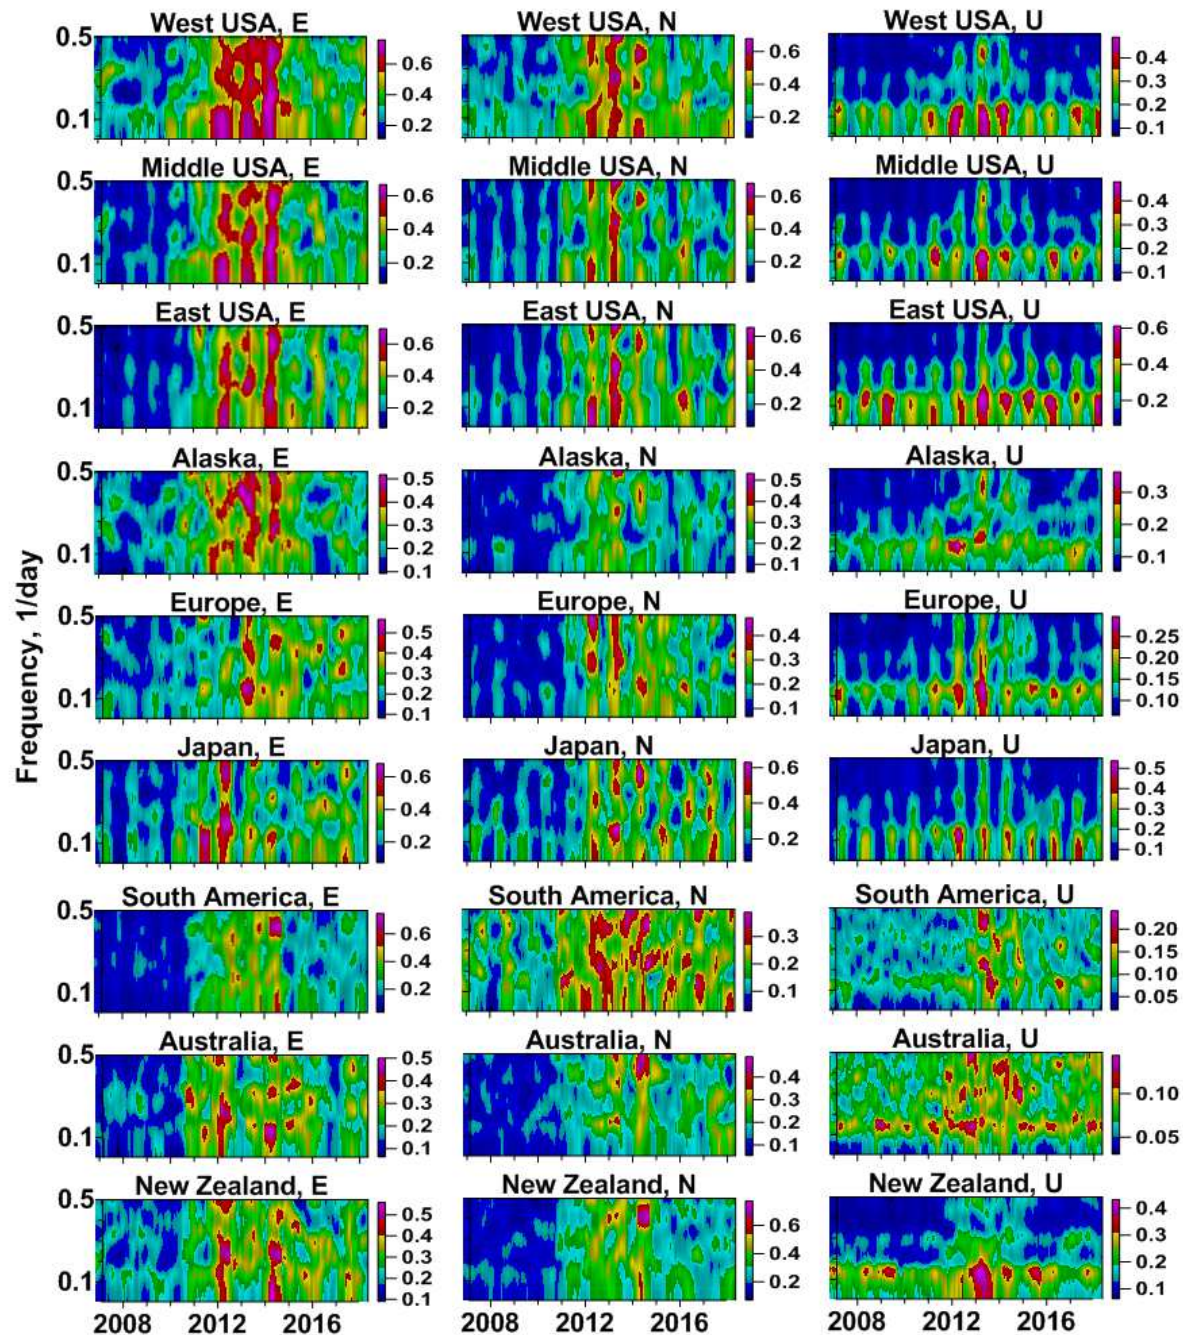 West USA, E West USA, N West USA, U
0.5 0.6 0.6 0.4
0.4 0.4 0.3
0.1 0.2 0.2 0.2
0.1
Middle USA, E Middle USA, N Middle USA, U
0.5 0.6 0.6 0.4
0.4 0.4 0.3
0.1 0.2 0.2 0.2
0.1
East USA, E East USA, N East USA, U
0.5 0.6 0.6 0.6
0.4 0.4 0.4
0.1 0.2 0.2 0.2
Alaska, E Alaska, N Alaska, U
0.5 0.5 0.5 0.3
0.4 0.4
0.3 0.3 0.2
0.1 0.2 0.2 0.1
0.1 0.1
Frequency, 1/day
Europe, E Europe, N Europe, U
0.5 0.5 0.4 0.25
0.4 0.3 0.20
0.3 0.2 0.15
0.1 0.2 0.1 0.10
0.1
Japan, E Japan, N Japan, U
0.5 0.6 0.6 0.5
0.4 0.4 0.4
0.3
0.1 0.2 0.2 0.2
0.1
South America, E South America, N South America, U
0.5 0.6 0.3 0.20
0.4 0.2 0.15
0.1 0.2 0.1 0.10
0.05
Australia, E Australia, N Australia, U
0.5 0.5 0.4 0.10
0.4 0.3
0.3 0.2
0.1 0.2 0.1 0.05
0.1
New Zealand, E New Zealand, N New Zealand, U
0.5 0.5 0.6 0.4
0.4 0.4 0.3
0.3 0.2
0.1 0.2 0.2 0.1
0.1
2008 2012 2016 2008 2012 2016 2008 2012 2016